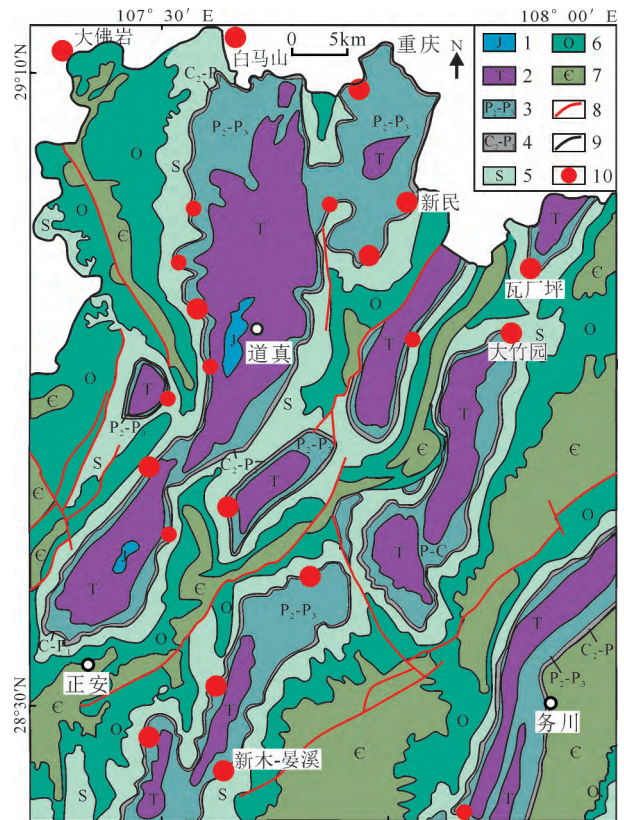 107° 30′ E
108° 00′ E
29°10′N
28°30′N
大佛岩
白马山
0 5km
重庆
N
J 1
T 2
P₂-P₃ 3
C₂-P₁ 4
S 5
O 6
Є 7
8
9
10
C₂-P
P₂-P₃
P₂-P₃
O
S
T
T
新民
O
Є
S
T
瓦厂坪
Є
J
道真
O
T
S
大竹园
O
T
P₂-P₃
S
T
O
Є
S
C₂-P
P₂-P₃
T
Є
Є
J
T
T
P-C
O
T
C-P₁
O
Є
O
P₂-P₃
P₂-P₃
C₂-P
正安
Є
O
T
S
T
新木-晏溪
S
Є
O
T
务川
Є
T